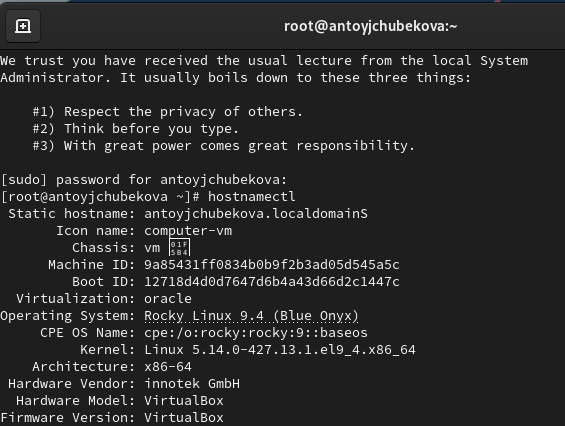 root@antoyjchubekova:~
We trust you have received the usual lecture from the local System
Administrator. It usually boils down to these three things:
#1) Respect the privacy of others.
#2) Think before you type.
#3) With great power comes great responsibility.
[sudo] password for antoyjchubekova:
[root@antoyjchubekova ~]# hostnamectl
Static hostname: antoyjchubekova.localdomainS
Icon name: computer-vm
Chassis: vm 🖴
Machine ID: 9a85431ff0834b0b9f2b3ad05d545a5c
Boot ID: 12718d4d0d7647d6b4a43d66d2c1447c
Virtualization: oracle
Operating System: Rocky Linux 9.4 (Blue Onyx)
CPE OS Name: cpe:/o:rocky:rocky:9::baseos
Kernel: Linux 5.14.0-427.13.1.el9_4.x86_64
Architecture: x86-64
Hardware Vendor: innotek GmbH
Hardware Model: VirtualBox
Firmware Version: VirtualBox